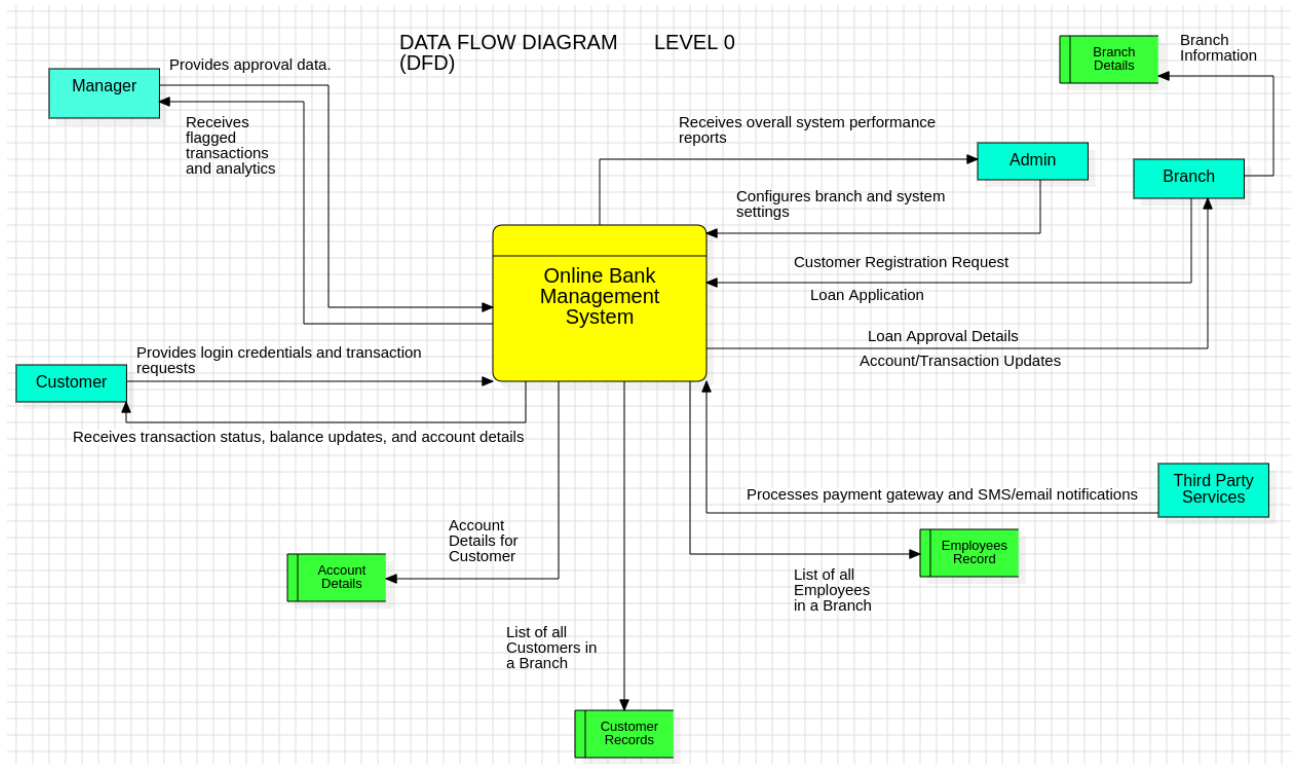 DATA FLOW DIAGRAM LEVEL 0
(DFD)
Branch
Details
Branch
Information
Manager
Provides approval data.
Receives
flagged
transactions
and analytics
Receives overall system performance
reports
Admin
Branch
Configures branch and system
settings
Customer Registration Request
Loan Application
Online Bank
Management
System
Loan Approval Details
Account/Transaction Updates
Provides login credentials and transaction
requests
Customer
Receives transaction status, balance updates, and account details
Third Party
Services
Processes payment gateway and SMS/email notifications
Account
Details for
Customer
Account
Details
Employees
Record
List of all
Employees
in a Branch
List of all
Customers in
a Branch
Customer
Records